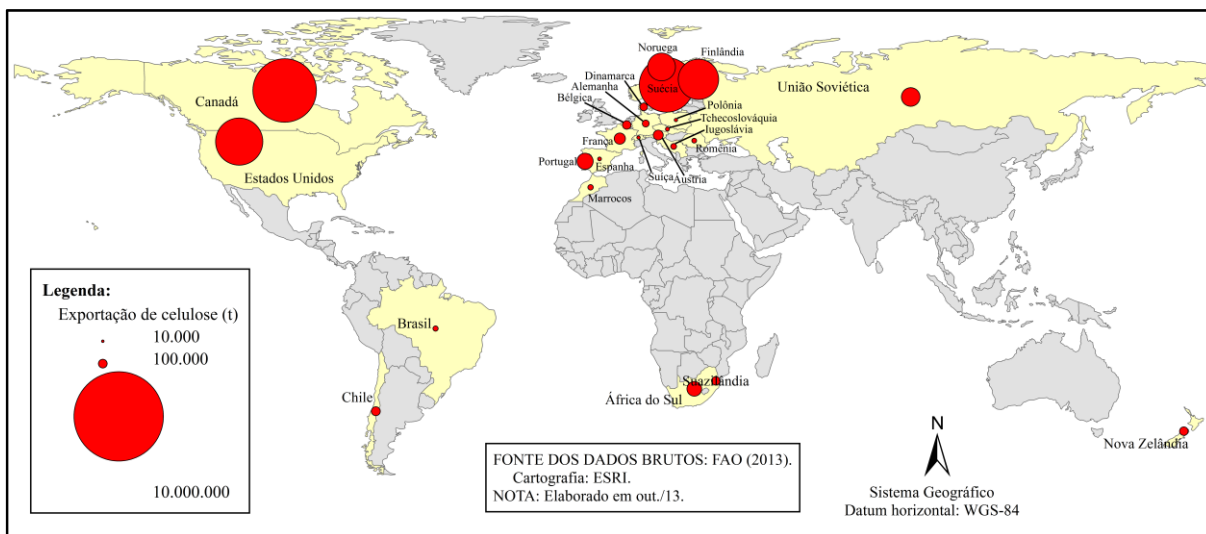 Noruega
Finlândia
Dinamarca
Suécia
Alemanha
Bélgica
Canadá
União Soviética
Polônia
Tchecoslováquia
Iugoslávia
França
Romênia
Portugal
Espanha
Estados Unidos
Suíça
Áustria
Marrocos
Legenda:
Exportação de celulose (t)
10.000
100.000
10.000.000
Brasil
Chile
Suazilândia
África do Sul
Nova Zelândia
FONTE DOS DADOS BRUTOS: FAO (2013).
Cartografia: ESRI.
NOTA: Elaborado em out./13.
N
Sistema Geográfico
Datum horizontal: WGS-84